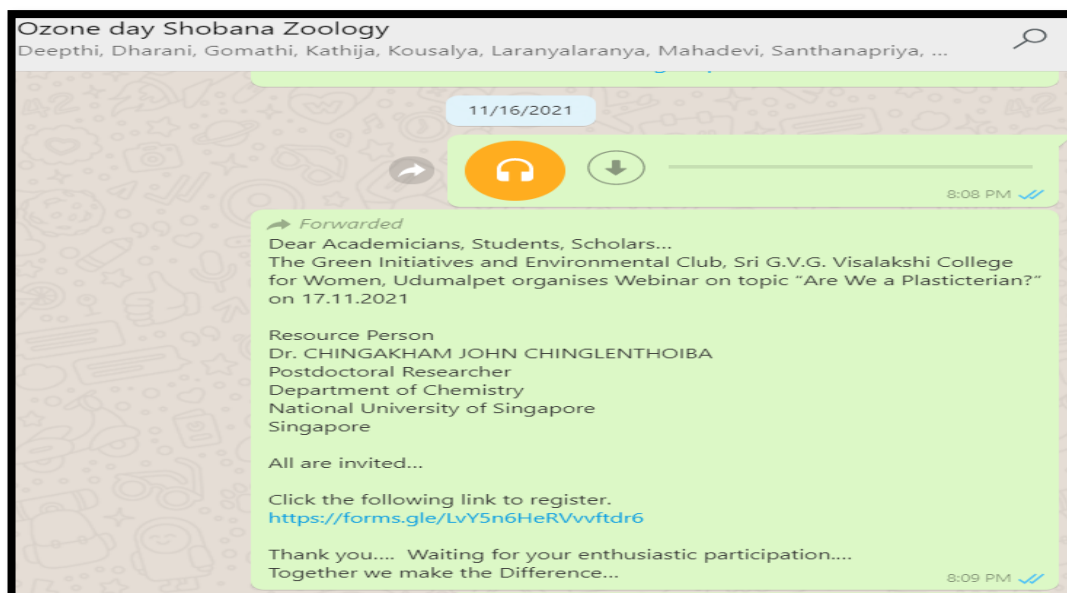 Ozone day Shobana Zoology
Deepthi, Dharani, Gomathi, Kathija, Kousalya, Laranyalaranya, Mahadevi, Santhanapriya, ...
11/16/2021
8:08 PM
Forwarded
Dear Academicians, Students, Scholars...
The Green Initiatives and Environmental Club, Sri G.V.G. Visalakshi College
for Women, Udumalpet organises Webinar on topic “Are We a Plasticterian?”
on 17.11.2021
Resource Person
Dr. CHINGAKHAM JOHN CHINGLENTHOIBA
Postdoctoral Researcher
Department of Chemistry
National University of Singapore
Singapore
All are invited...
Click the following link to register.
https://forms.gle/LvY5n6HeRVvvftdr6
Thank you.... Waiting for your enthusiastic participation....
Together we make the Difference...
8:09 PM